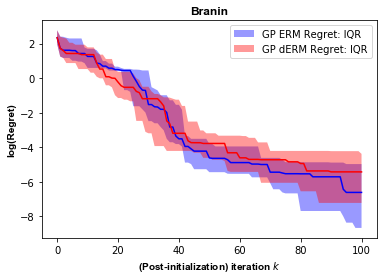 Branin
GP ERM Regret: IQR
GP dERM Regret: IQR
log(Regret)
2
0
−2
−4
−6
−8
0 20 40 60 80 100
(Post-initialization) iteration k